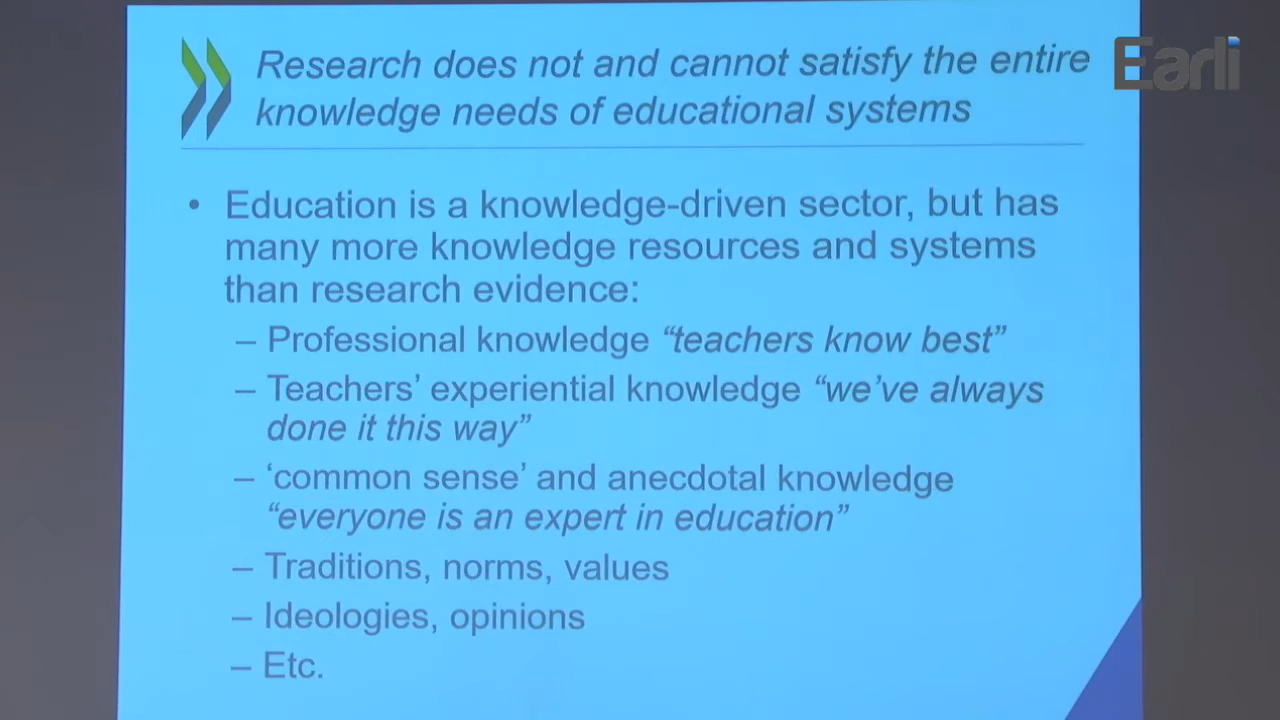 Research does not and cannot satisfy the entire
knowledge needs of educational systems
Earli
• Education is a knowledge-driven sector, but has
many more knowledge resources and systems
than research evidence:
– Professional knowledge “teachers know best”
– Teachers’ experiential knowledge “we’ve always
done it this way”
– ‘common sense’ and anecdotal knowledge
“everyone is an expert in education”
– Traditions, norms, values
– Ideologies, opinions
– Etc.